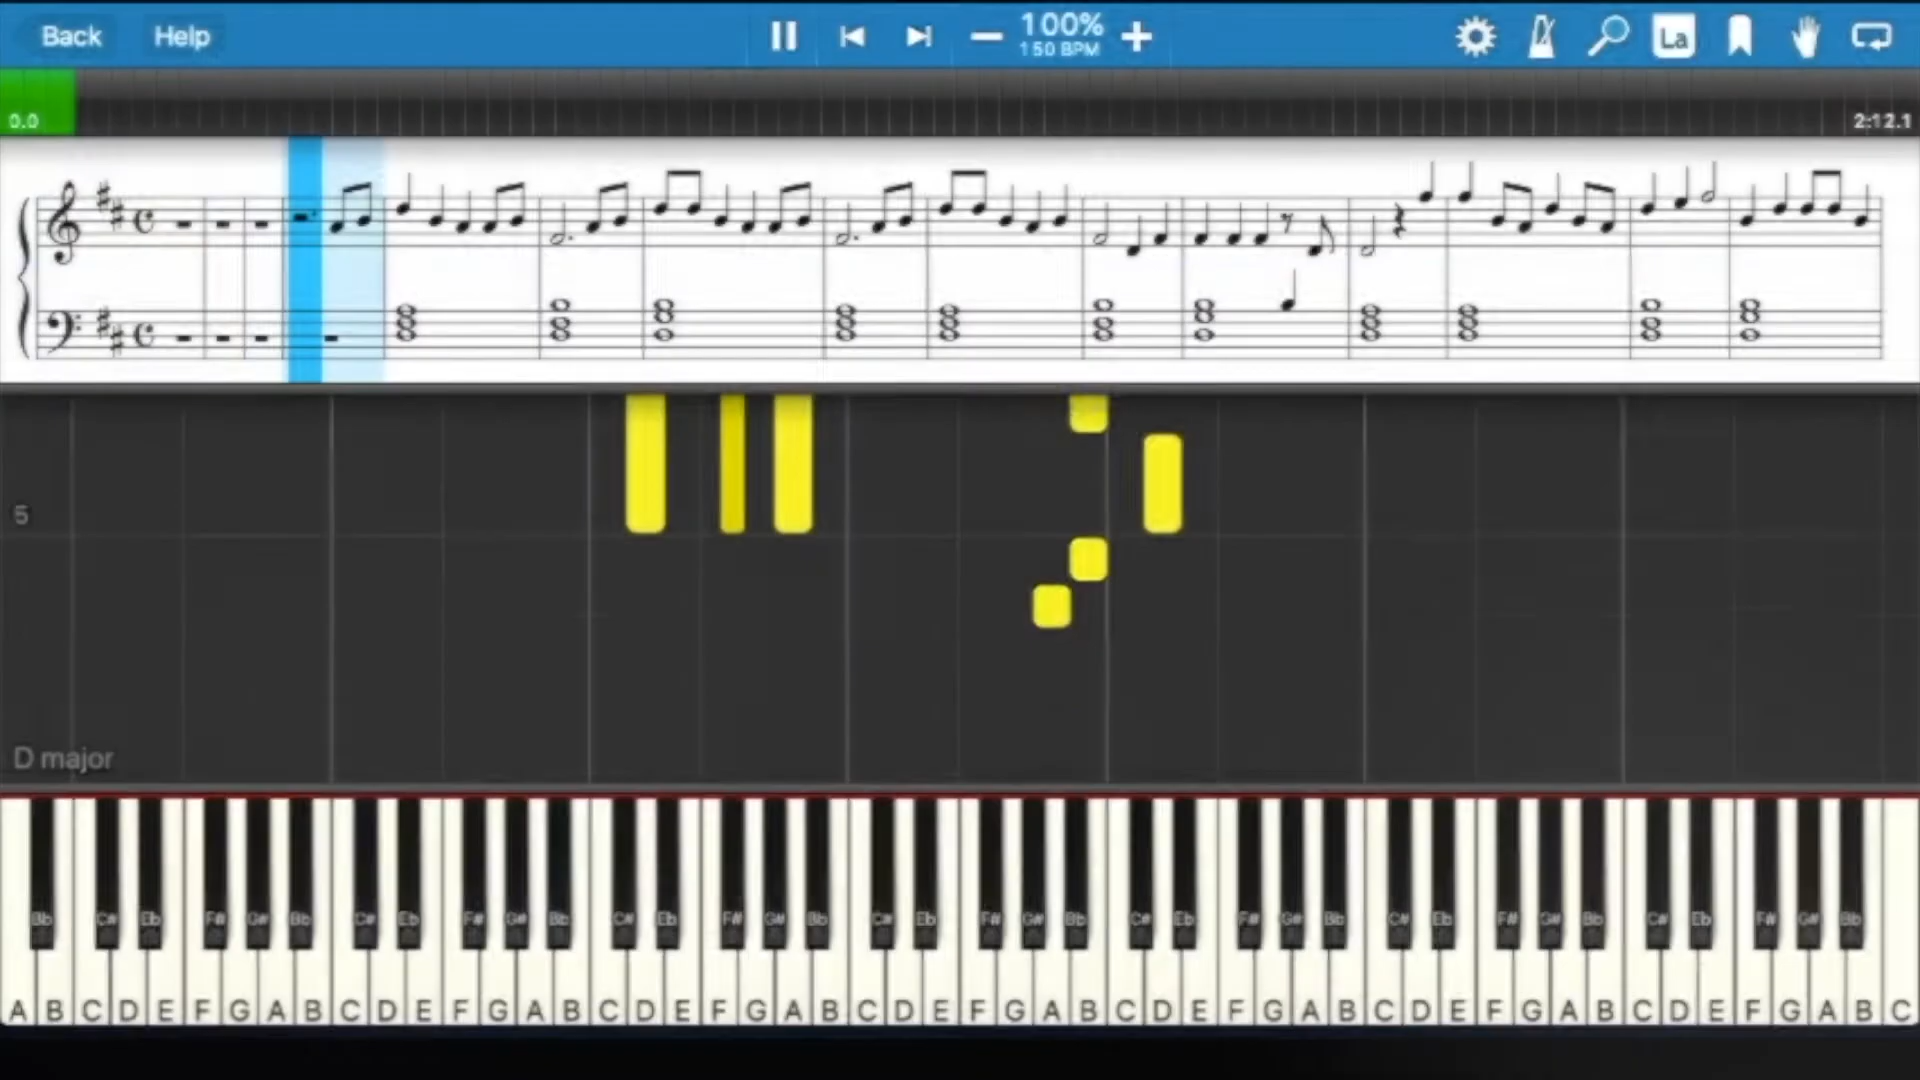 Back Help 100% La
150 BPM
0.0 2:12.1
5
D major
Bb C# Eb F# G# Bb C# Eb F# G# Bb C# Eb F# G# Bb C# Eb F# G# Bb C# Eb F# G# Bb C# Eb F# G# Bb C# Eb F# G# Bb
A B C D E F G A B C D E F G A B C D E F G A B C D E F G A B C D E F G A B C D E F G A B C D E F G A B C